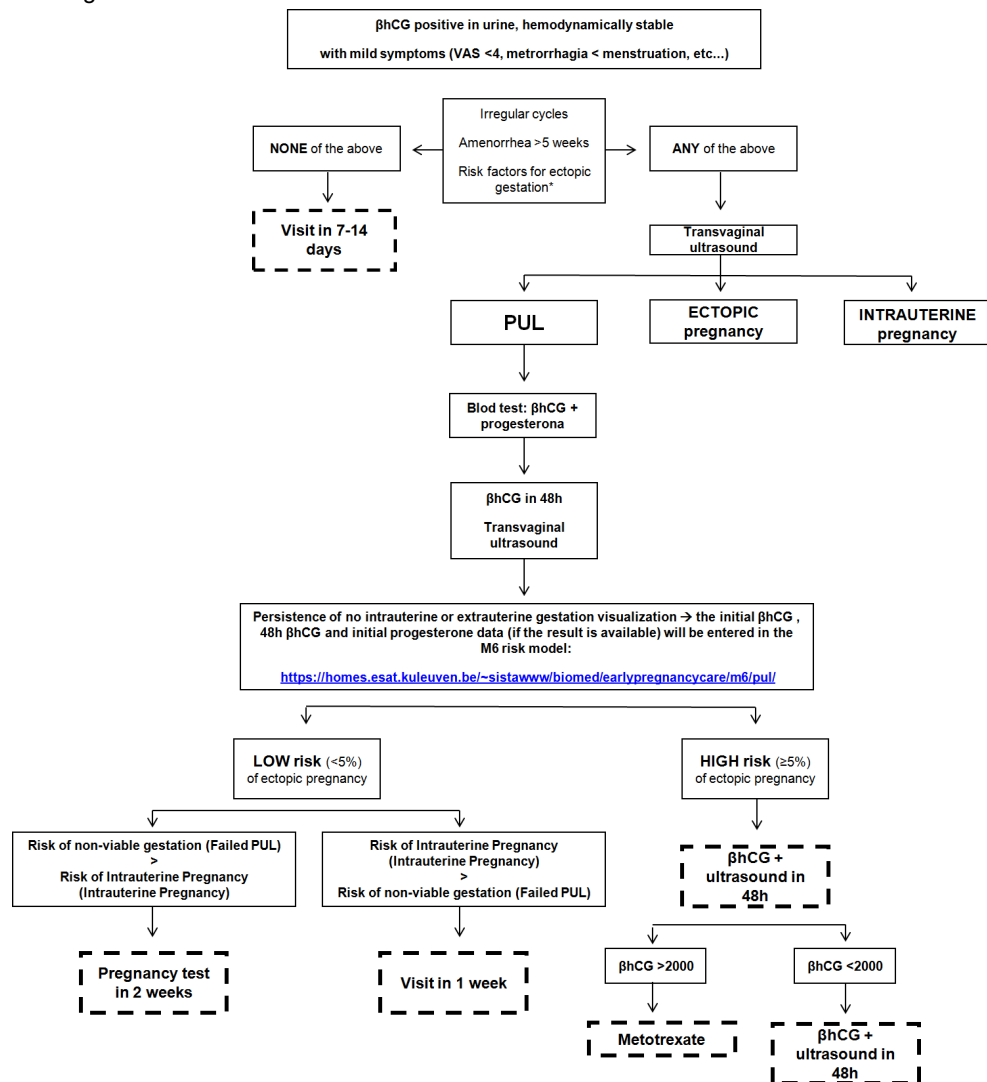 βhCG positive in urine, hemodynamically stable
with mild symptoms (VAS <4, metrorrhagia < menstruation, etc...)
Irregular cycles
Amenorrhea >5 weeks
Risk factors for ectopic
gestation*
NONE of the above
ANY of the above
Visit in 7-14
days
Transvaginal
ultrasound
PUL
ECTOPIC
pregnancy
INTRAUTERINE
pregnancy
Blod test: βhCG +
progesterona
βhCG in 48h
Transvaginal
ultrasound
Persistence of no intrauterine or extrauterine gestation visualization → the initial βhCG ,
48h βhCG and initial progesterone data (if the result is available) will be entered in the
M6 risk model:
https://homes.esat.kuleuven.be/~sistawww/biomed/earlypregnancycare/m6/pul/
LOW risk (<5%)
of ectopic pregnancy
HIGH risk (≥5%)
of ectopic pregnancy
Risk of non-viable gestation (Failed PUL)
>
Risk of Intrauterine Pregnancy
(Intrauterine Pregnancy)
Risk of Intrauterine Pregnancy
(Intrauterine Pregnancy)
>
Risk of non-viable gestation (Failed PUL)
βhCG +
ultrasound in
48h
Pregnancy test
in 2 weeks
Visit in 1 week
βhCG >2000
βhCG <2000
Metotrexate
βhCG +
ultrasound in
48h